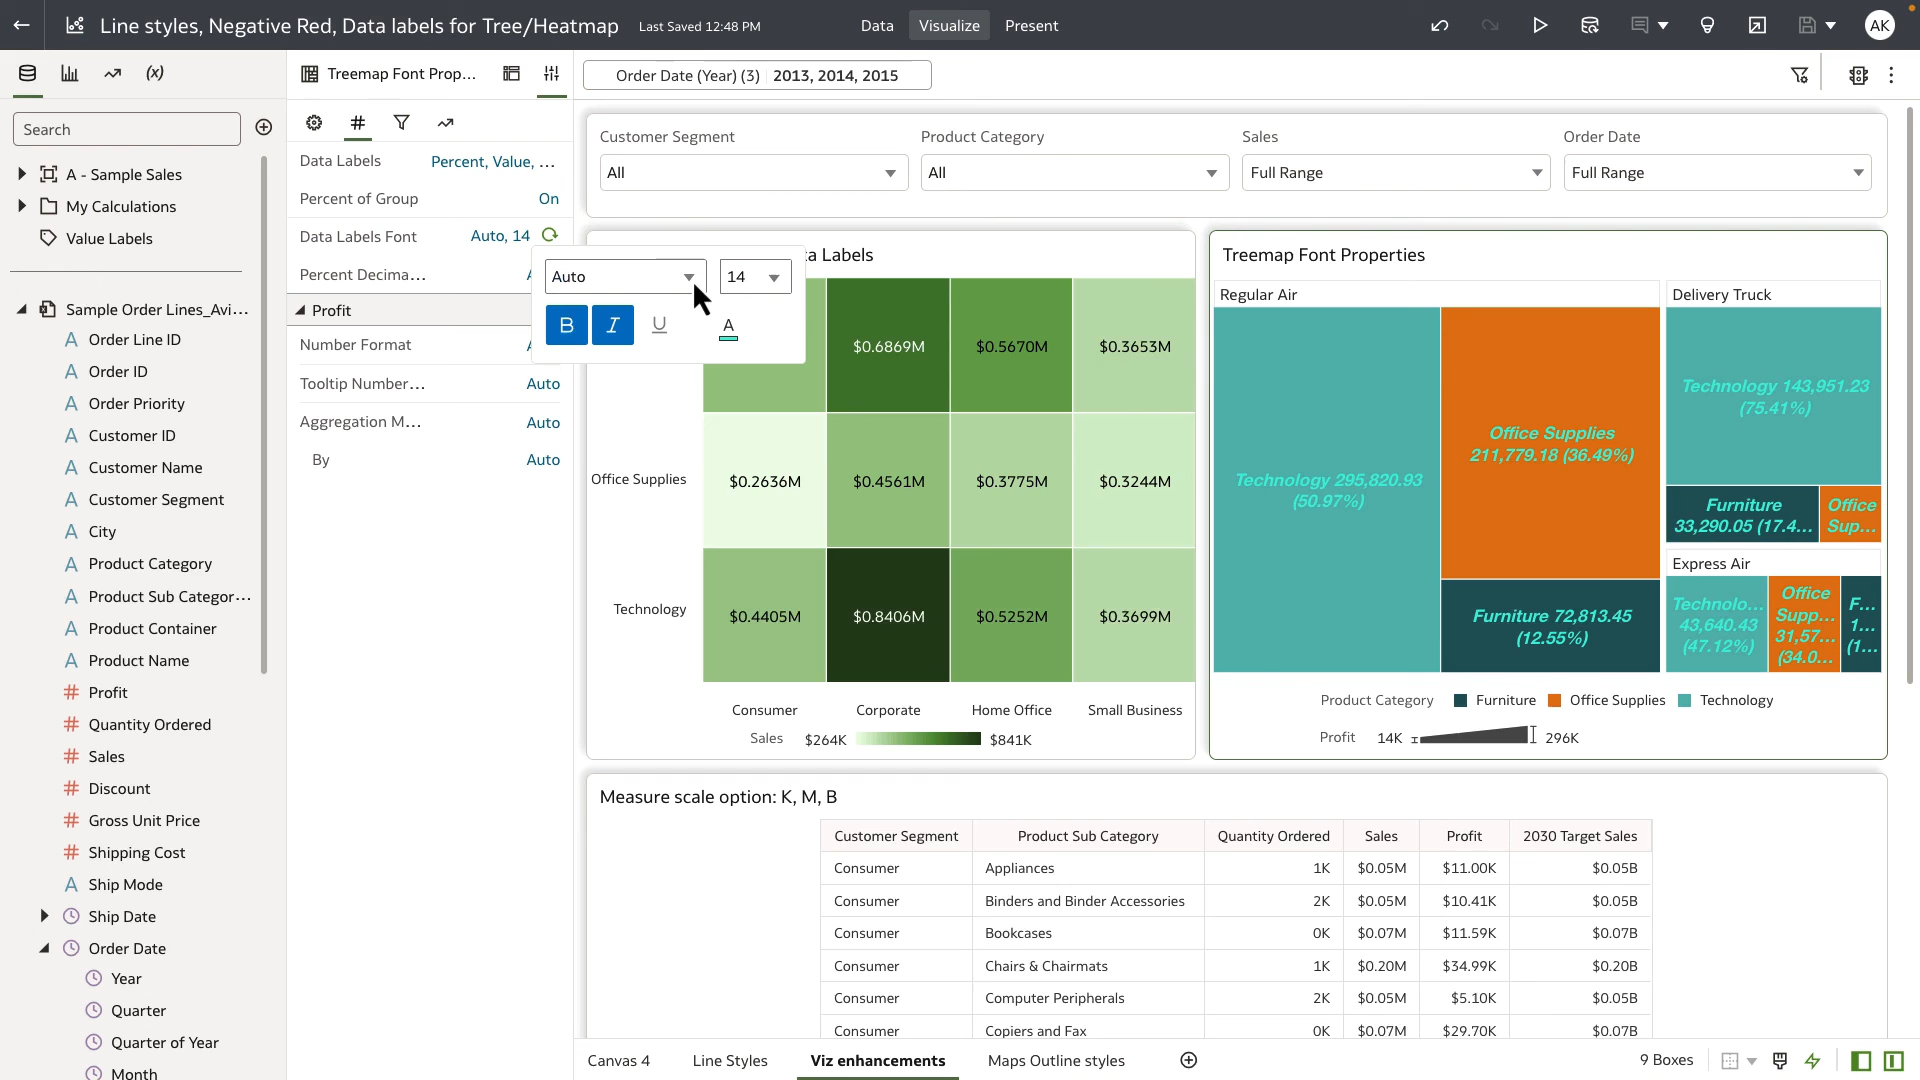 Line styles, Negative Red, Data labels for Tree/Heatmap
Last Saved 12:48 PM
Data
Visualize
Present
AK
(x)
Treemap Font Prop...
Order Date (Year) (3)
2013, 2014, 2015
Search
A - Sample Sales
My Calculations
Value Labels
Sample Order Lines_Avi...
Order Line ID
Order ID
Order Priority
Customer ID
Customer Name
Customer Segment
City
Product Category
Product Sub Categor...
Product Container
Product Name
Profit
Quantity Ordered
Sales
Discount
Gross Unit Price
Shipping Cost
Ship Mode
Ship Date
Order Date
Year
Quarter
Quarter of Year
Month
Data Labels
Percent, Value, ...
Percent of Group
On
Data Labels Font
Auto, 14
Percent Decima...
Profit
Number Format
Tooltip Number...
Auto
Aggregation M...
Auto
By
Auto
Auto
14
B
I
U
A
Customer Segment
All
Product Category
All
Sales
Full Range
Order Date
Full Range
a Labels
$0.6869M
$0.5670M
$0.3653M
Office Supplies
$0.2636M
$0.4561M
$0.3775M
$0.3244M
Technology
$0.4405M
$0.8406M
$0.5252M
$0.3699M
Consumer
Corporate
Home Office
Small Business
Sales
$264K
$841K
Treemap Font Properties
Regular Air
Technology 295,820.93
(50.97%)
Office Supplies
211,779.18 (36.49%)
Furniture 72,813.45
(12.55%)
Delivery Truck
Technology 143,951.23
(75.41%)
Furniture
33,290.05 (17.4...
Office
Sup...
Express Air
Technolo...
43,640.43
(47.12%)
Office
Supp...
31,57...
(34.0...
F...
1...
(1...
Product Category
Furniture
Office Supplies
Technology
Profit
14K
296K
Measure scale option: K, M, B
Customer Segment
Product Sub Category
Quantity Ordered
Sales
Profit
2030 Target Sales
Consumer
Appliances
1K
$0.05M
$11.00K
$0.05B
Consumer
Binders and Binder Accessories
2K
$0.05M
$10.41K
$0.05B
Consumer
Bookcases
0K
$0.07M
$11.59K
$0.07B
Consumer
Chairs & Chairmats
1K
$0.20M
$34.99K
$0.20B
Consumer
Computer Peripherals
2K
$0.05M
$5.10K
$0.05B
Consumer
Copiers and Fax
0K
$0.07M
$29.70K
$0.07B
Canvas 4
Line Styles
Viz enhancements
Maps Outline styles
9 Boxes